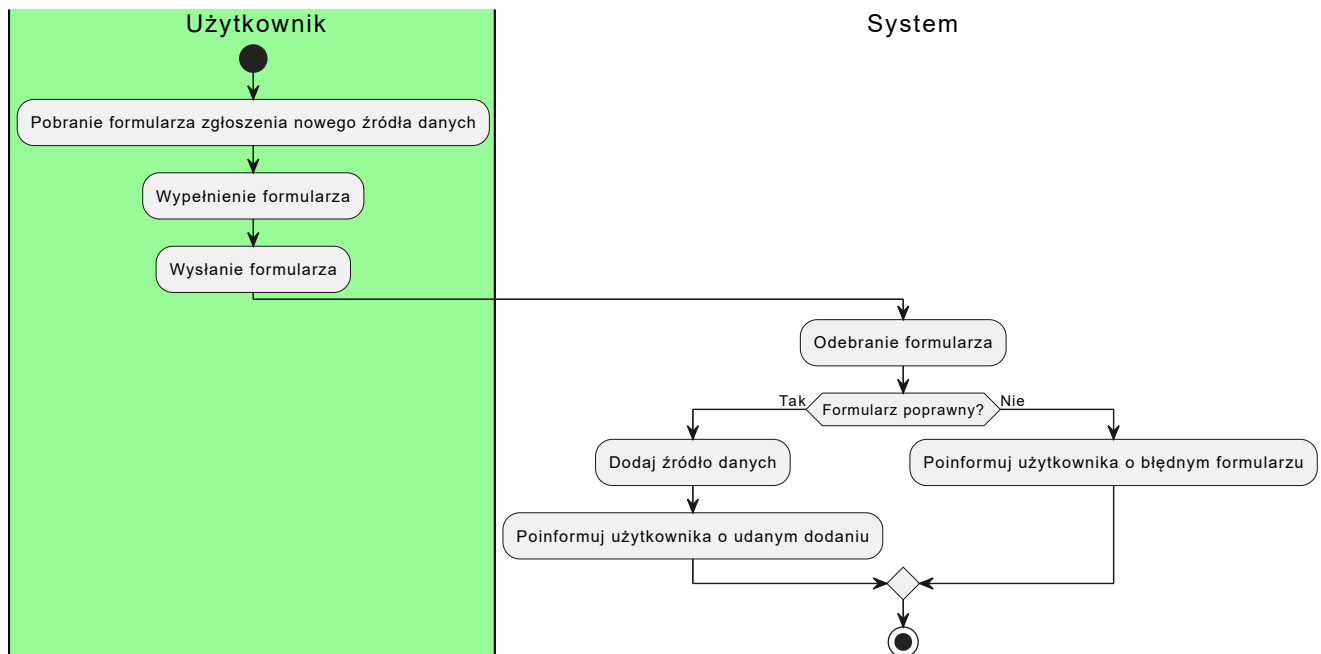 Użytkownik
System
Pobranie formularza zgłoszenia nowego źródła danych
Wypełnienie formularza
Wysłanie formularza
Odebranie formularza
Formularz poprawny?
Tak
Nie
Dodaj źródło danych
Poinformuj użytkownika o błędnym formularzu
Poinformuj użytkownika o udanym dodaniu